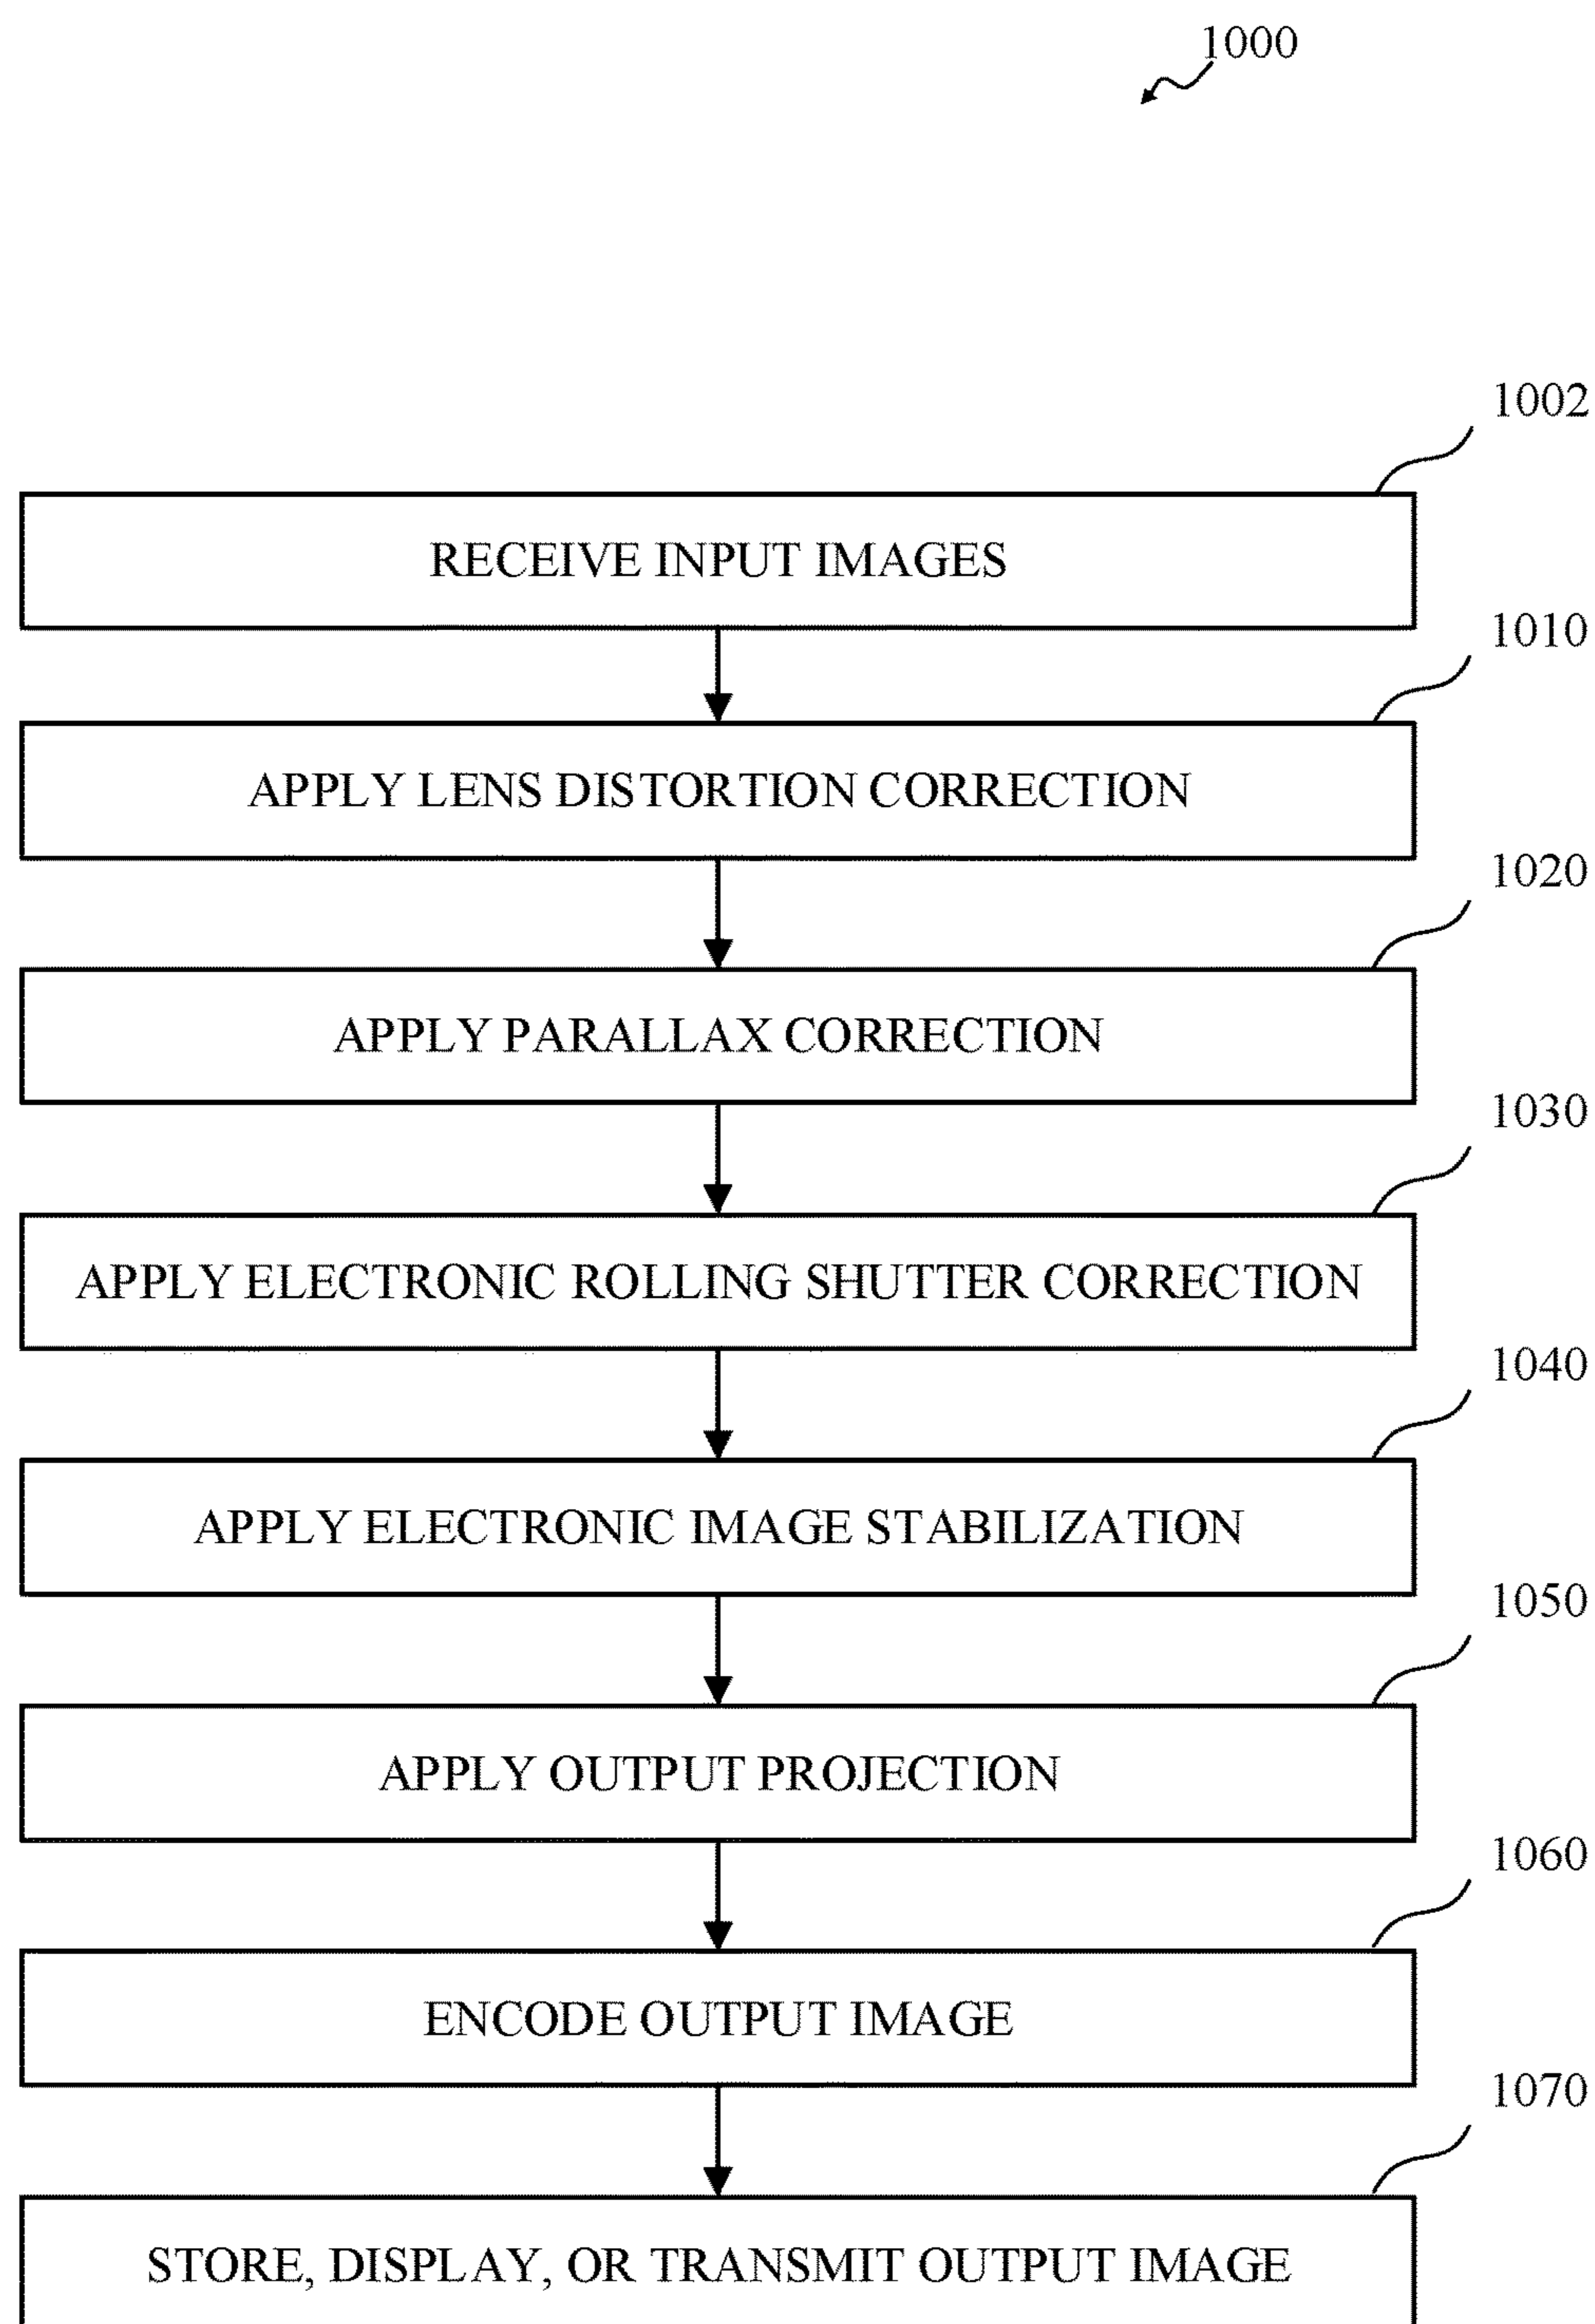 1000
1002
RECEIVE INPUT IMAGES
1010
APPLY LENS DISTORTION CORRECTION
1020
APPLY PARALLAX CORRECTION
1030
APPLY ELECTRONIC ROLLING SHUTTER CORRECTION
1040
APPLY ELECTRONIC IMAGE STABILIZATION
1050
APPLY OUTPUT PROJECTION
1060
ENCODE OUTPUT IMAGE
1070
STORE, DISPLAY, OR TRANSMIT OUTPUT IMAGE